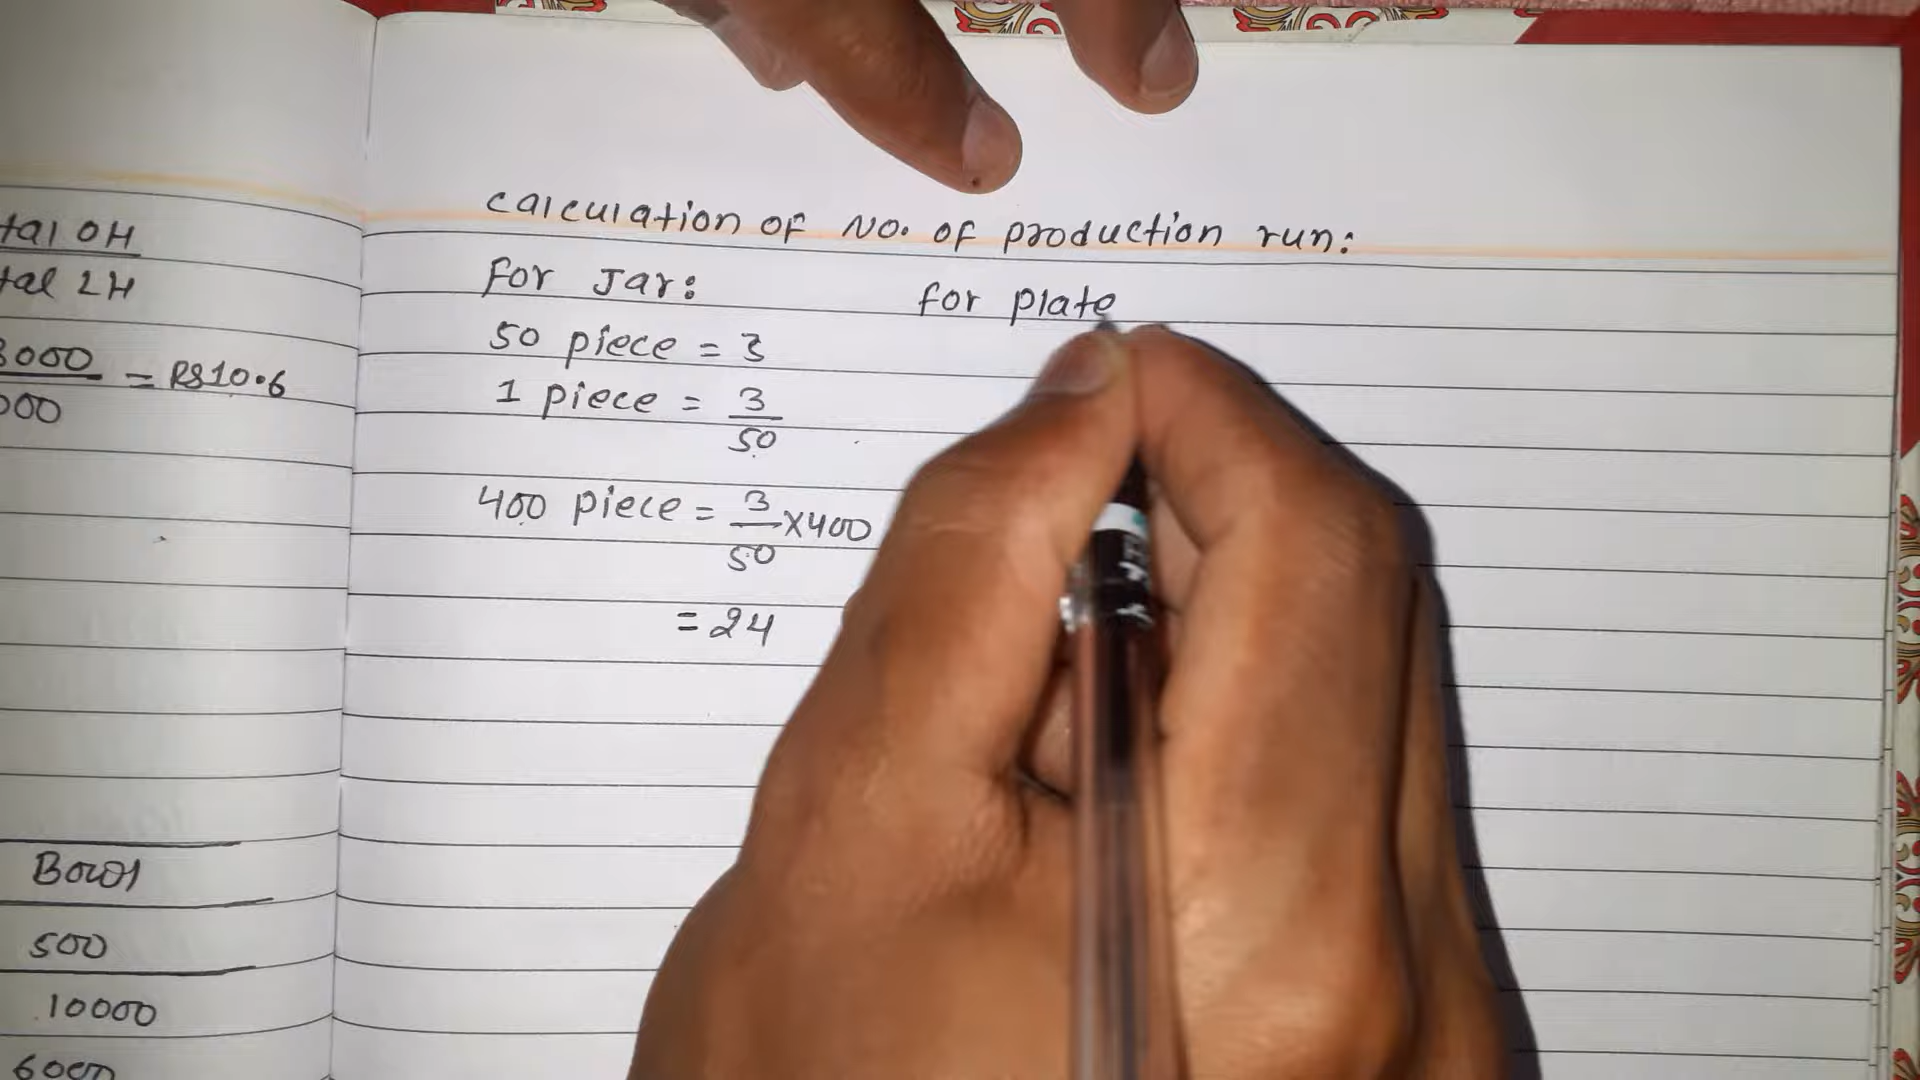 tal OH
tal LH
000 = RS10.6
000
Bowl
500
10000
6000
calculation of No. of production run:
for Jar:
50 piece = 3
1 piece = 3
50
400 piece = 3 X400
50
= 24
for plate